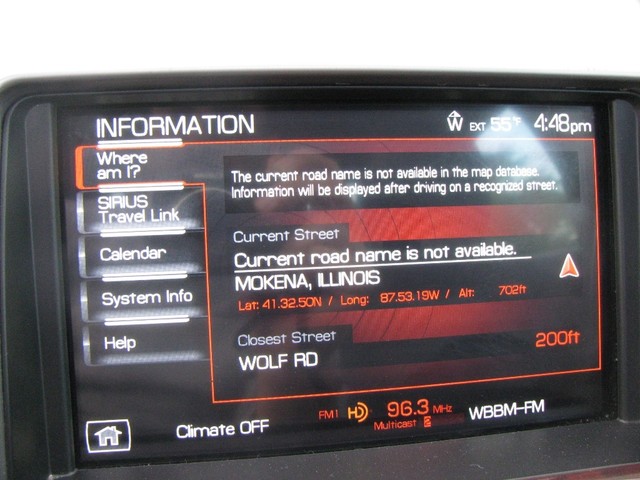 INFORMATION
W EXT 55°F 4:48pm
Where
am I?
SIRIUS
Travel Link
Calendar
System Info
Help
The current road name is not available in the map database.
Information will be displayed after driving on a recognized street.
Current Street
Current road name is not available.
MOKENA, ILLINOIS
Lat: 41.32.50N / Long: 87.53.19W / Alt: 702ft
Closest Street
200ft
WOLF RD
Climate OFF
FM1 HD 96.3 MHz
Multicast
WBBM-FM